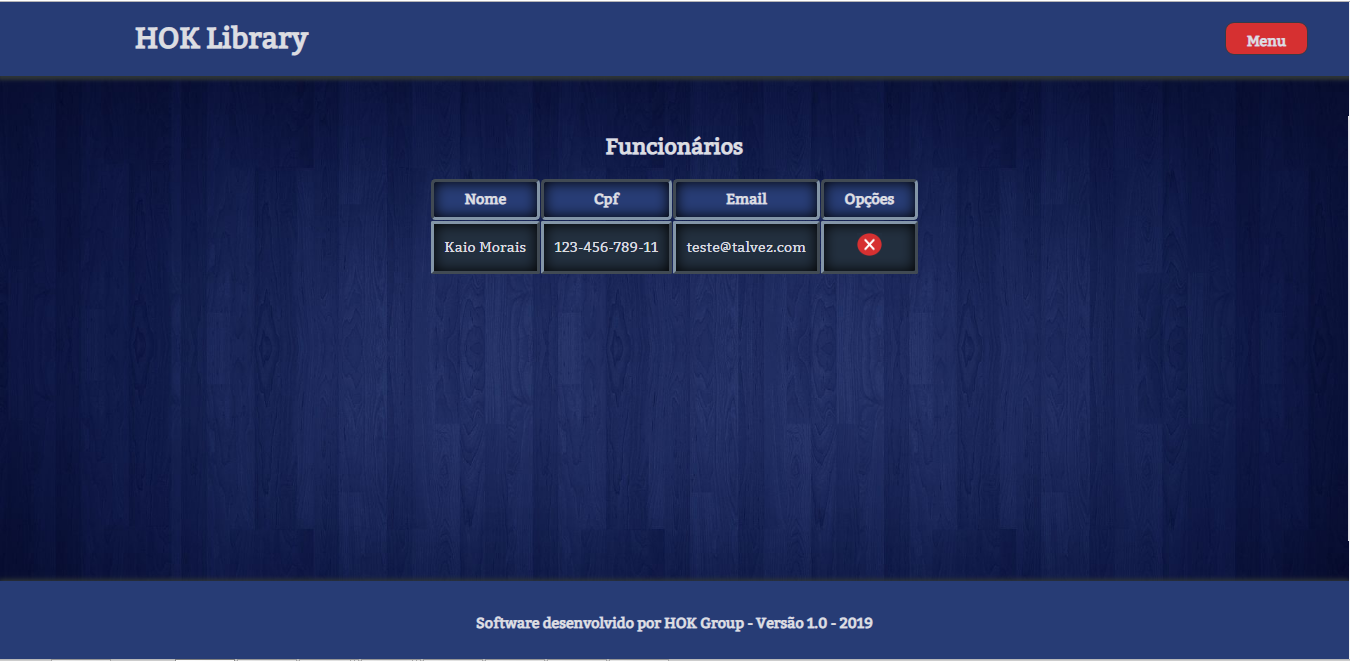 HOK Library
Menu
Funcionários
Nome Cpf Email Opções
Kaio Morais 123-456-789-11 teste@talvez.com
Software desenvolvido por HOK Group - Versão 1.0 - 2019